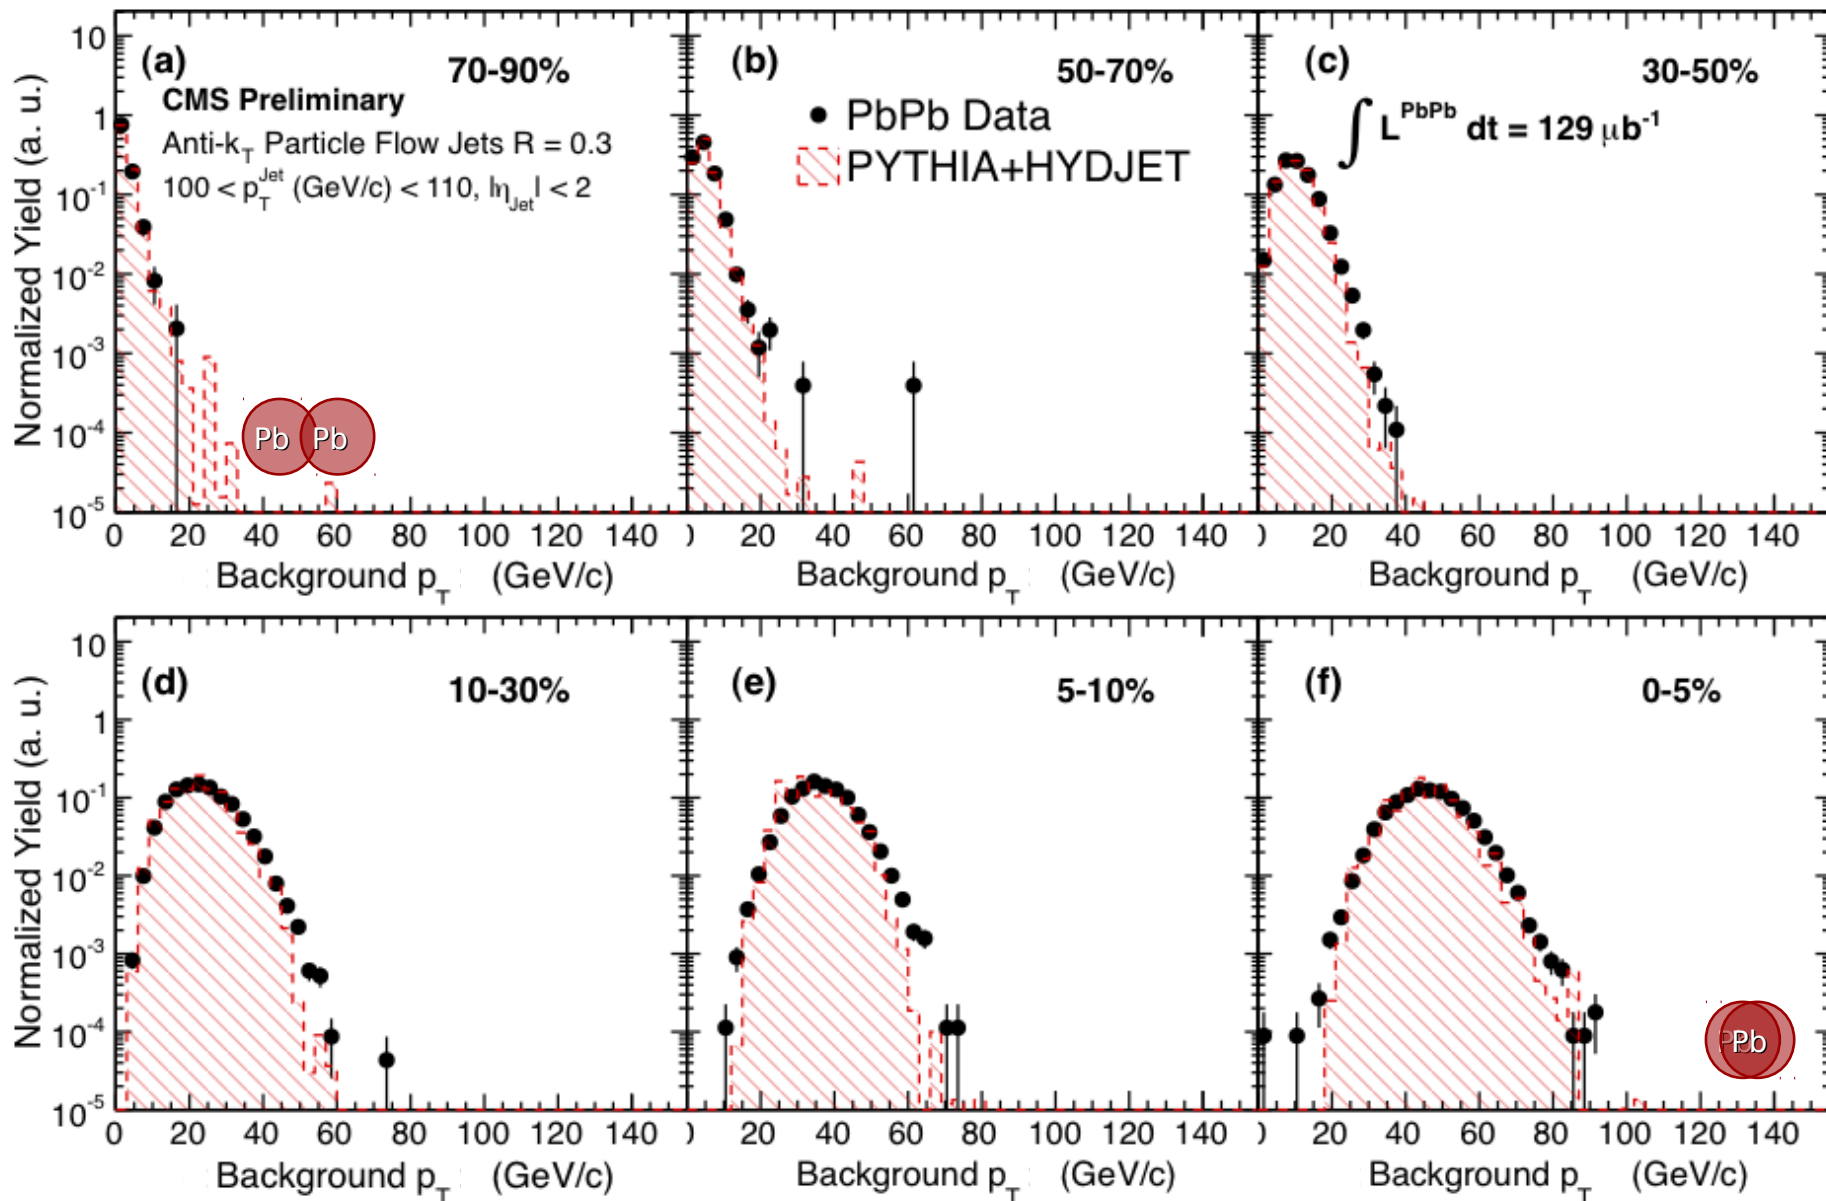 (a) 70-90%
CMS Preliminary
Anti-k_T Particle Flow Jets R = 0.3
100 < p_T^Jet (GeV/c) < 110, |η_Jet| < 2
(b) 50-70%
PbPb Data
PYTHIA+HYDJET
(c) 30-50%
∫ L^PbPb dt = 129 μb^-1
Normalized Yield (a. u.)
10
1
10^-1
10^-2
10^-3
10^-4
10^-5
Pb Pb
0 20 40 60 80 100 120 140
20 40 60 80 100 120 140
20 40 60 80 100 120 140
Background p_T (GeV/c)
Background p_T (GeV/c)
Background p_T (GeV/c)
(d) 10-30%
(e) 5-10%
(f) 0-5%
Normalized Yield (a. u.)
10
1
10^-1
10^-2
10^-3
10^-4
10^-5
Pb
0 20 40 60 80 100 120 140
20 40 60 80 100 120 140
20 40 60 80 100 120 140
Background p_T (GeV/c)
Background p_T (GeV/c)
Background p_T (GeV/c)